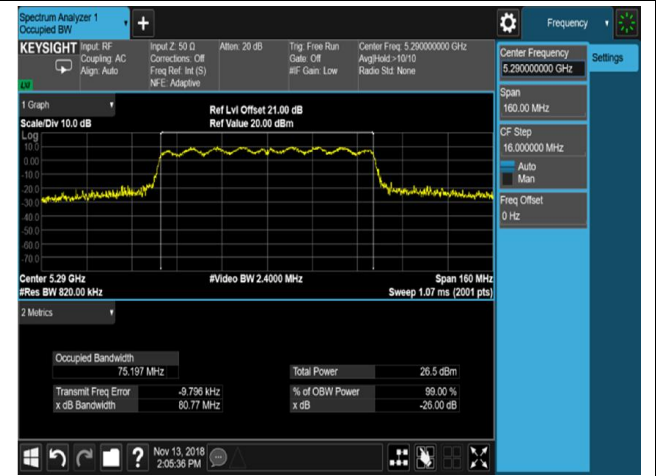 Spectrum Analyzer 1
Occupied BW
+
Frequency
KEYSIGHT
Input: RF
Coupling: AC
Align: Auto
Input Z: 50 Ω
Corrections: Off
Freq Ref: Int (S)
NFE: Adaptive
Atten: 20 dB
Trig: Free Run
Gate: Off
#IF Gain: Low
Center Freq: 5.290000000 GHz
Avg|Hold:>10/10
Radio Std: None
Center Frequency
5.290000000 GHz
Settings
Span
160.00 MHz
CF Step
16.000000 MHz
Auto
Man
Freq Offset
0 Hz
1 Graph
Scale/Div 10.0 dB
Ref Lvl Offset 21.00 dB
Ref Value 20.00 dBm
Log
10.0
0.00
-10.0
-20.0
-30.0
-40.0
-50.0
-60.0
-70.0
Center 5.29 GHz
#Video BW 2.4000 MHz
Span 160 MHz
#Res BW 820.00 kHz
Sweep 1.07 ms (2001 pts)
2 Metrics
Occupied Bandwidth
75.197 MHz
Total Power 26.5 dBm
Transmit Freq Error -9.796 kHz
% of OBW Power 99.00 %
x dB Bandwidth 80.77 MHz
x dB -26.00 dB
?
Nov 13, 2018
2:05:36 PM